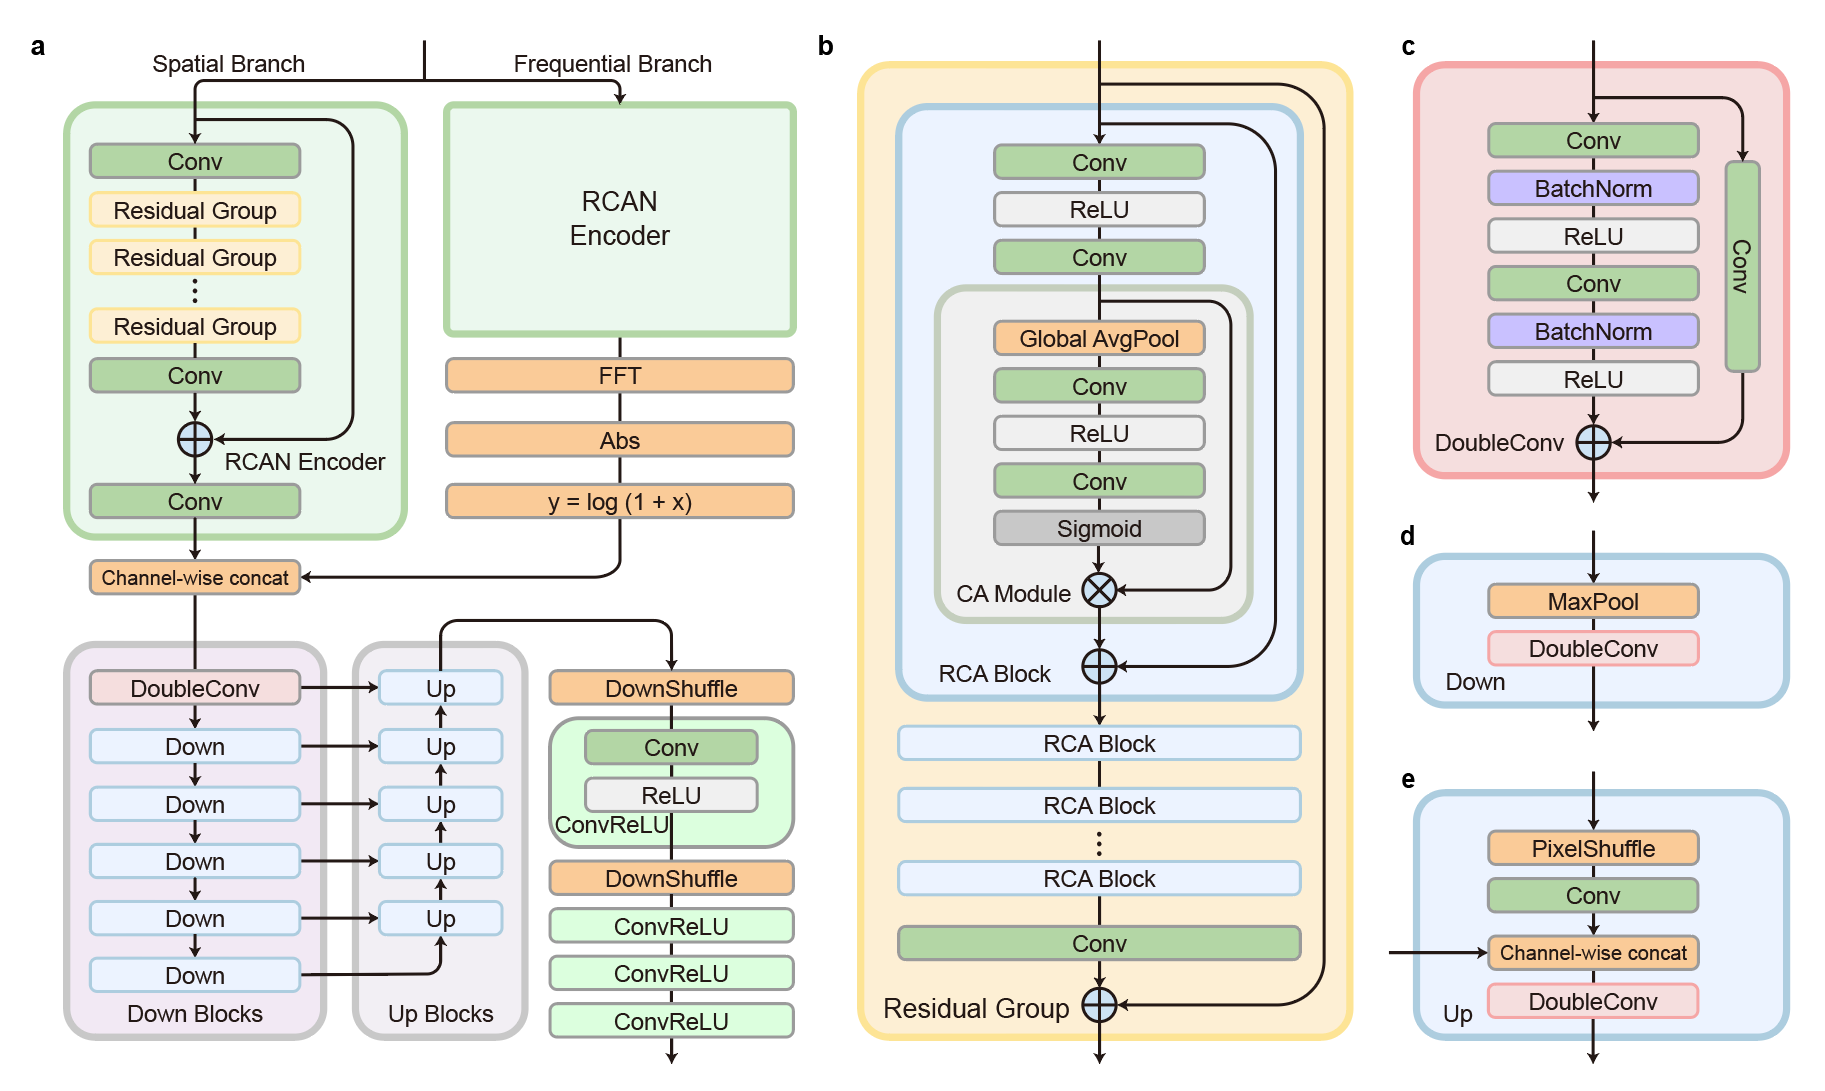 a
Spatial Branch
Frequential Branch
Conv
Residual Group
Residual Group
Residual Group
Conv
RCAN Encoder
Conv
RCAN
Encoder
FFT
Abs
y = log (1 + x)
Channel-wise concat
DoubleConv
Down
Down
Down
Down
Down
Down Blocks
Up
Up
Up
Up
Up
Up Blocks
DownShuffle
Conv
ReLU
ConvReLU
DownShuffle
ConvReLU
ConvReLU
ConvReLU
b
Conv
ReLU
Conv
Global AvgPool
Conv
ReLU
Conv
Sigmoid
CA Module
RCA Block
RCA Block
RCA Block
RCA Block
Conv
Residual Group
c
Conv
BatchNorm
ReLU
Conv
BatchNorm
ReLU
Conv
DoubleConv
d
MaxPool
DoubleConv
Down
e
PixelShuffle
Conv
Channel-wise concat
DoubleConv
Up